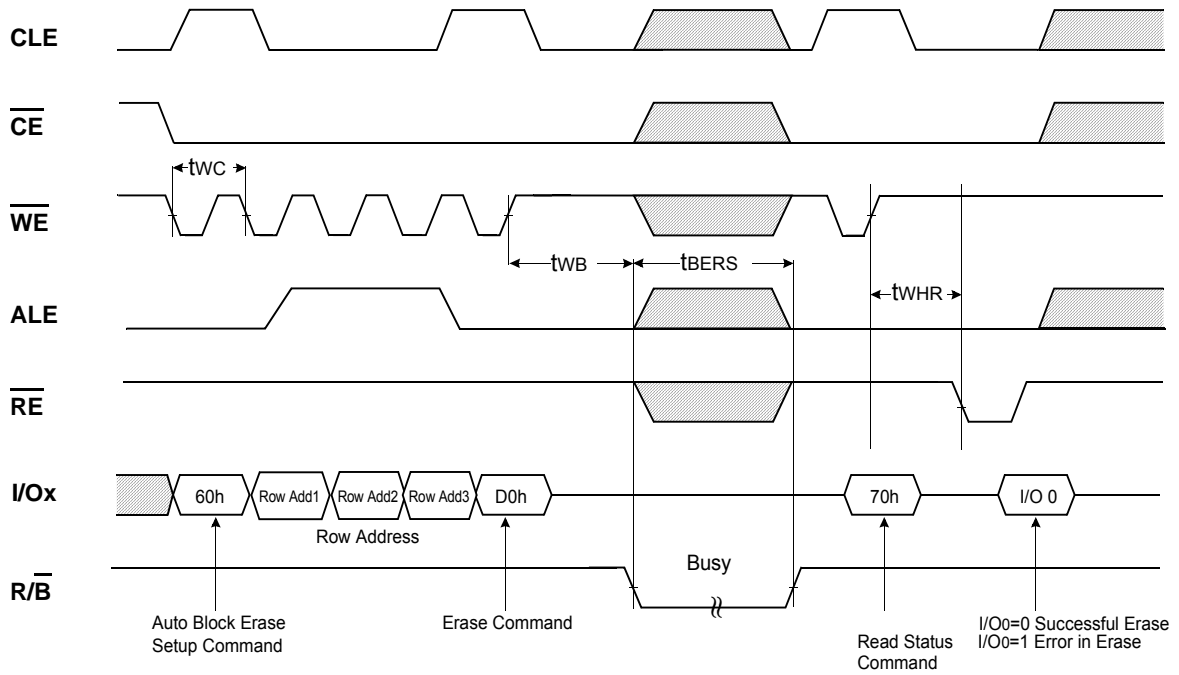 CLE
CE
tWC
WE
tWB
tBERS
tWHR
ALE
RE
I/Ox
60h
Row Add1
Row Add2
Row Add3
D0h
70h
I/O 0
Row Address
R/B
Busy
Auto Block Erase
Setup Command
Erase Command
Read Status
Command
I/O0=0 Successful Erase
I/O0=1 Error in Erase